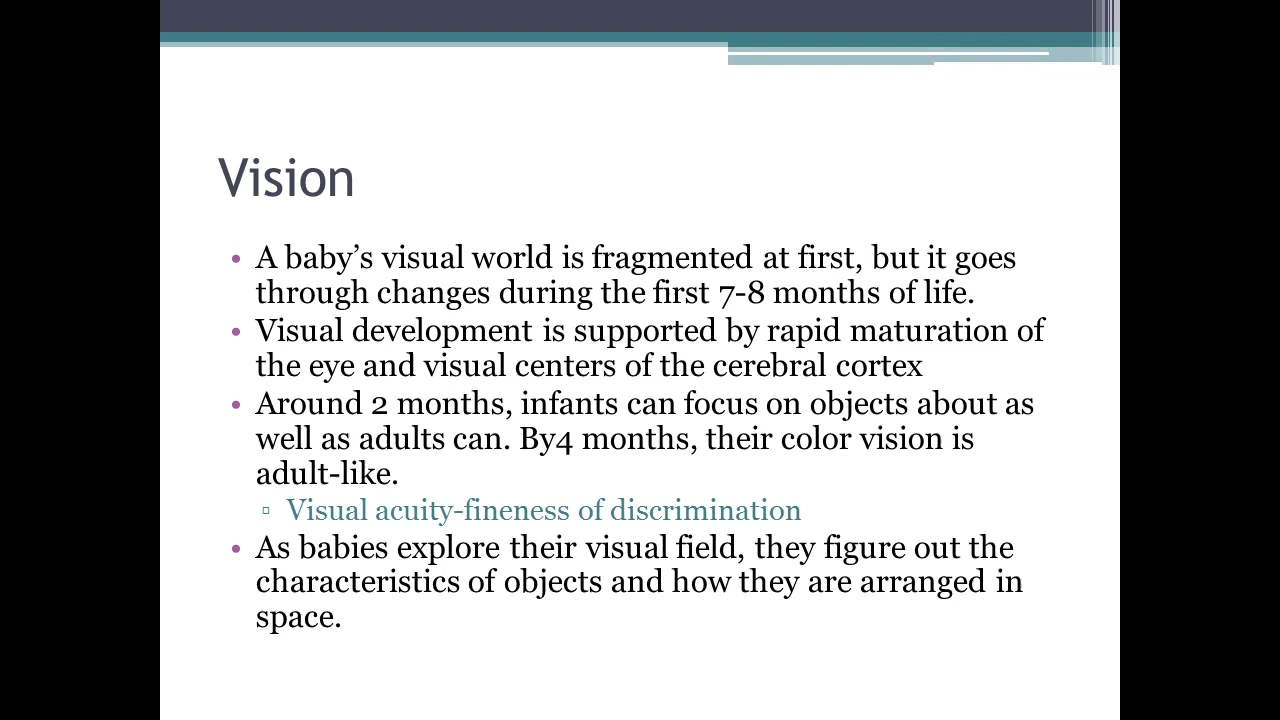 Vision
• A baby’s visual world is fragmented at first, but it goes
through changes during the first 7-8 months of life.
• Visual development is supported by rapid maturation of
the eye and visual centers of the cerebral cortex
• Around 2 months, infants can focus on objects about as
well as adults can. By4 months, their color vision is
adult-like.
▫ Visual acuity-fineness of discrimination
• As babies explore their visual field, they figure out the
characteristics of objects and how they are arranged in
space.